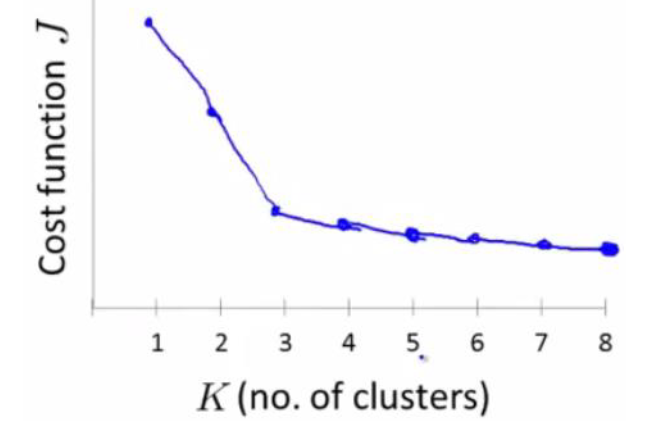 Cost function J
1 2 3 4 5 6 7 8
K (no. of clusters)